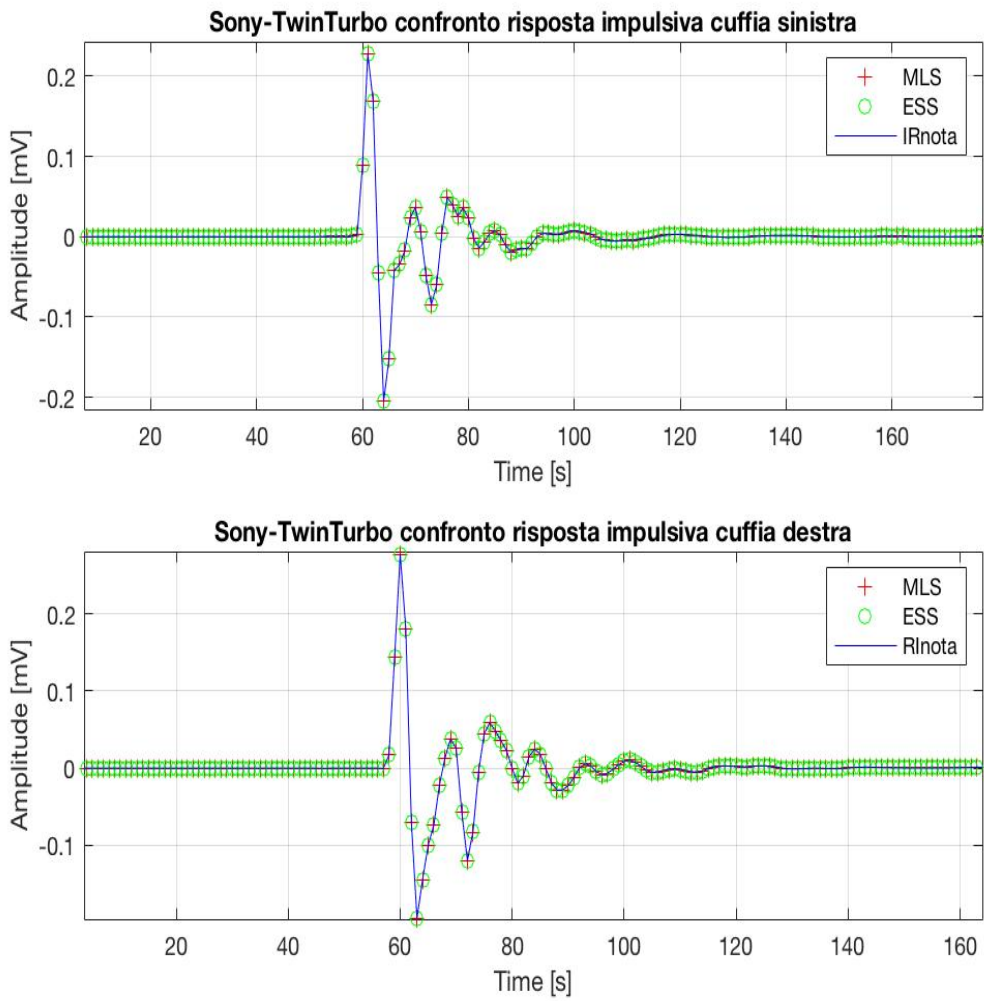 Sony-TwinTurbo confronto risposta impulsiva cuffia sinistra
Amplitude [mV]
0.2
0.1
0
-0.1
-0.2
MLS
ESS
IRnota
20 40 60 80 100 120 140 160
Time [s]
Sony-TwinTurbo confronto risposta impulsiva cuffia destra
Amplitude [mV]
0.2
0.1
0
-0.1
MLS
ESS
RInota
20 40 60 80 100 120 140 160
Time [s]